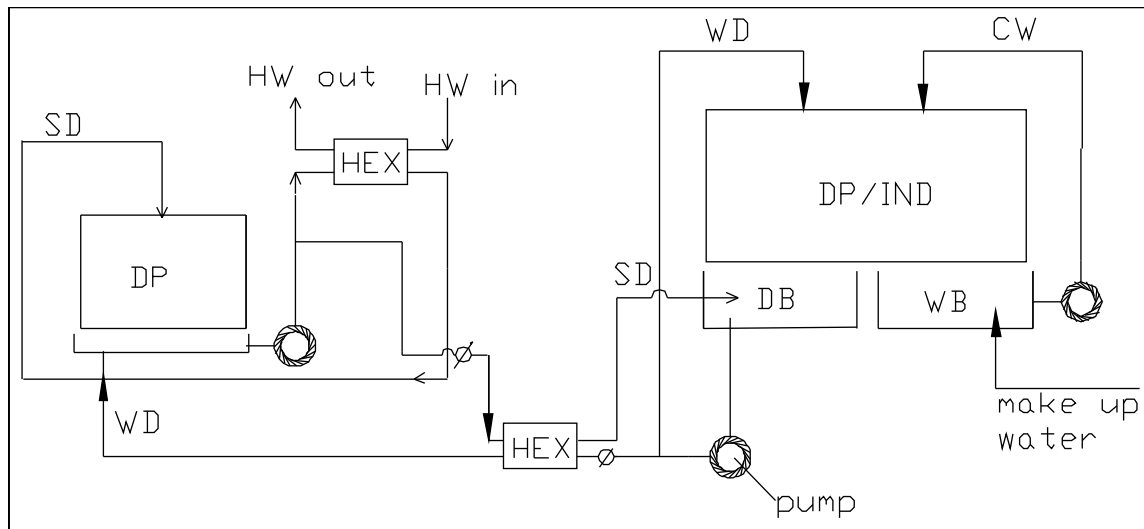 WD
CW
HW out
HW in
SD
HEX
DP/IND
DP
SD
DB
WB
WD
HEX
make up
water
pump